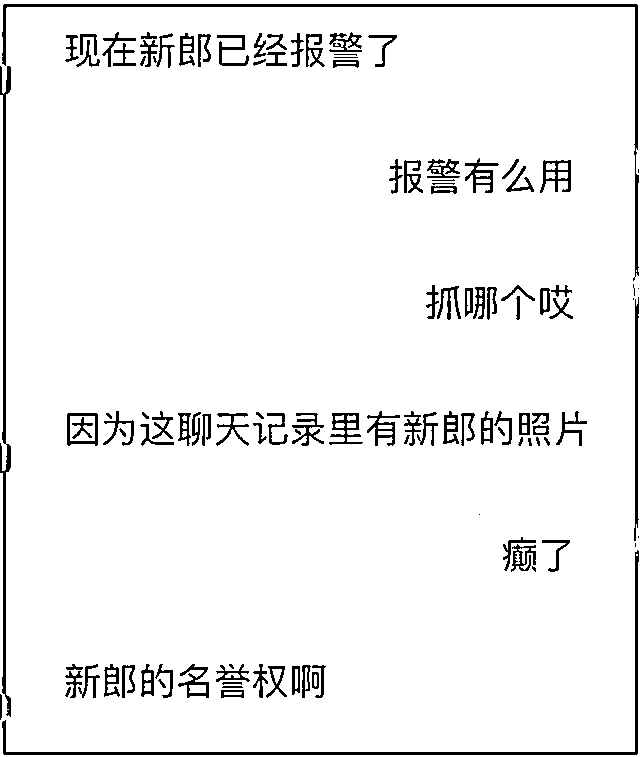 现在新郎已经报警了
报警有么用
抓哪个哎
因为这聊天记录里有新郎的照片
癫了
新郎的名誉权啊